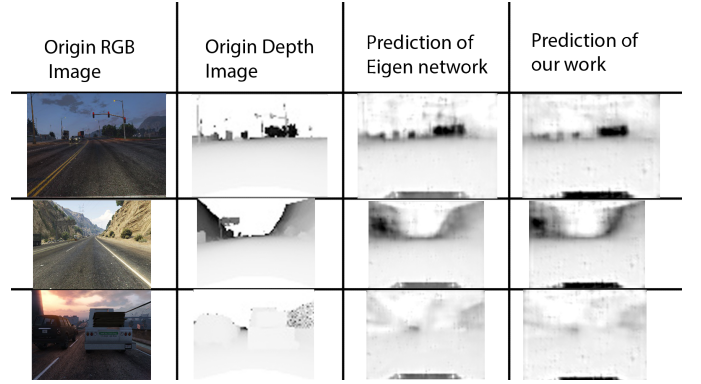 Origin RGB
Image
Origin Depth
Image
Prediction of
Eigen network
Prediction of
our work